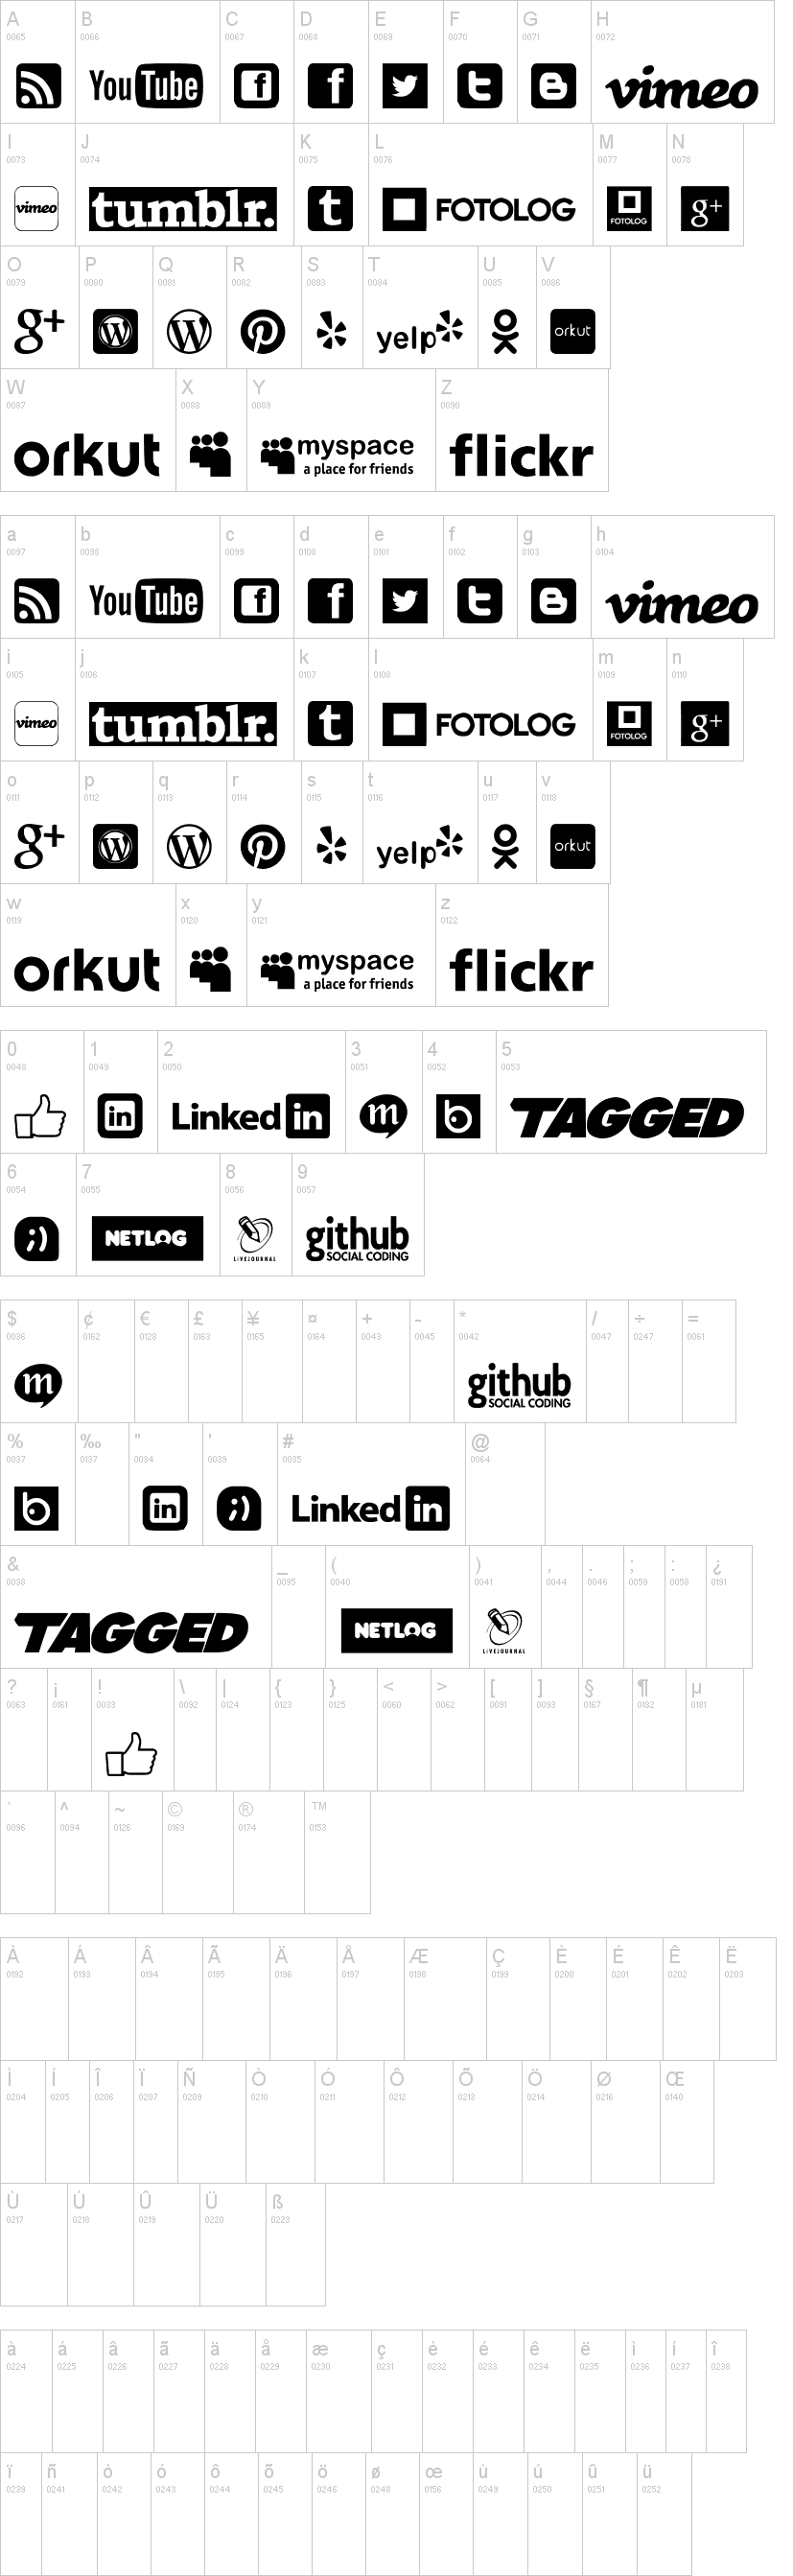 A B C D E F G H
0065 0066 0067 0068 0069 0070 0071 0072
YouTube f f t B vimeo
I J K L M N
0073 0074 0075 0076 0077 0078
vimeo tumblr. t FOTOLOG FOTOLOG g+
O P Q R S T U V
0079 0080 0081 0082 0083 0084 0085 0086
g+ W W P yelp orkut
W X Y Z
0087 0088 0089 0090
orkut myspace flickr
a place for friends
a b c d e f g h
0097 0098 0099 0100 0101 0102 0103 0104
YouTube f f t B vimeo
i j k l m n
0105 0106 0107 0108 0109 0110
vimeo tumblr. t FOTOLOG FOTOLOG g+
o p q r s t u v
0111 0112 0113 0114 0115 0116 0117 0118
g+ W W P yelp orkut
w x y z
0119 0120 0121 0122
orkut myspace flickr
a place for friends
0 1 2 3 4 5
0048 0049 0050 0051 0052 0053
in Linked in m b TAGGED
6 7 8 9
0054 0055 0056 0057
;) NETLOG LIVEJOURNAL github
SOCIAL CODING
$ ¢ € £ ¥ ¤ + - * / ÷ =
0036 0162 0128 0163 0165 0164 0043 0045 0042 0047 0247 0061
m github
SOCIAL CODING
% ‰ " ' # @
0037 0137 0034 0039 0035 0064
b in ;) Linked in
& _ ( ) , . ; : ¿
0038 0095 0040 0041 0044 0046 0059 0058 0191
TAGGED NETLOG LIVEJOURNAL
? ¡ ! \ | { } < > [ ] § ¶ µ
0063 0161 0033 0092 0124 0123 0125 0060 0062 0091 0093 0167 0182 0181
` ^ ~ © ® ™
0096 0094 0126 0169 0174 0153
À Á Â Ã Ä Å Æ Ç È É Ê Ë
0192 0193 0194 0195 0196 0197 0198 0199 0200 0201 0202 0203
Ì Í Î Ï Ñ Ò Ó Ô Õ Ö Ø Œ
0204 0205 0206 0207 0209 0210 0211 0212 0213 0214 0216 0140
Ù Ú Û Ü ß
0217 0218 0219 0220 0223
à á â ã ä å æ ç è é ê ë ì í î
0224 0225 0226 0227 0228 0229 0230 0231 0232 0233 0234 0235 0236 0237 0238
ï ñ ò ó ô õ ö ø œ ù ú û ü
0239 0241 0242 0243 0244 0245 0246 0248 0156 0249 0250 0251 0252